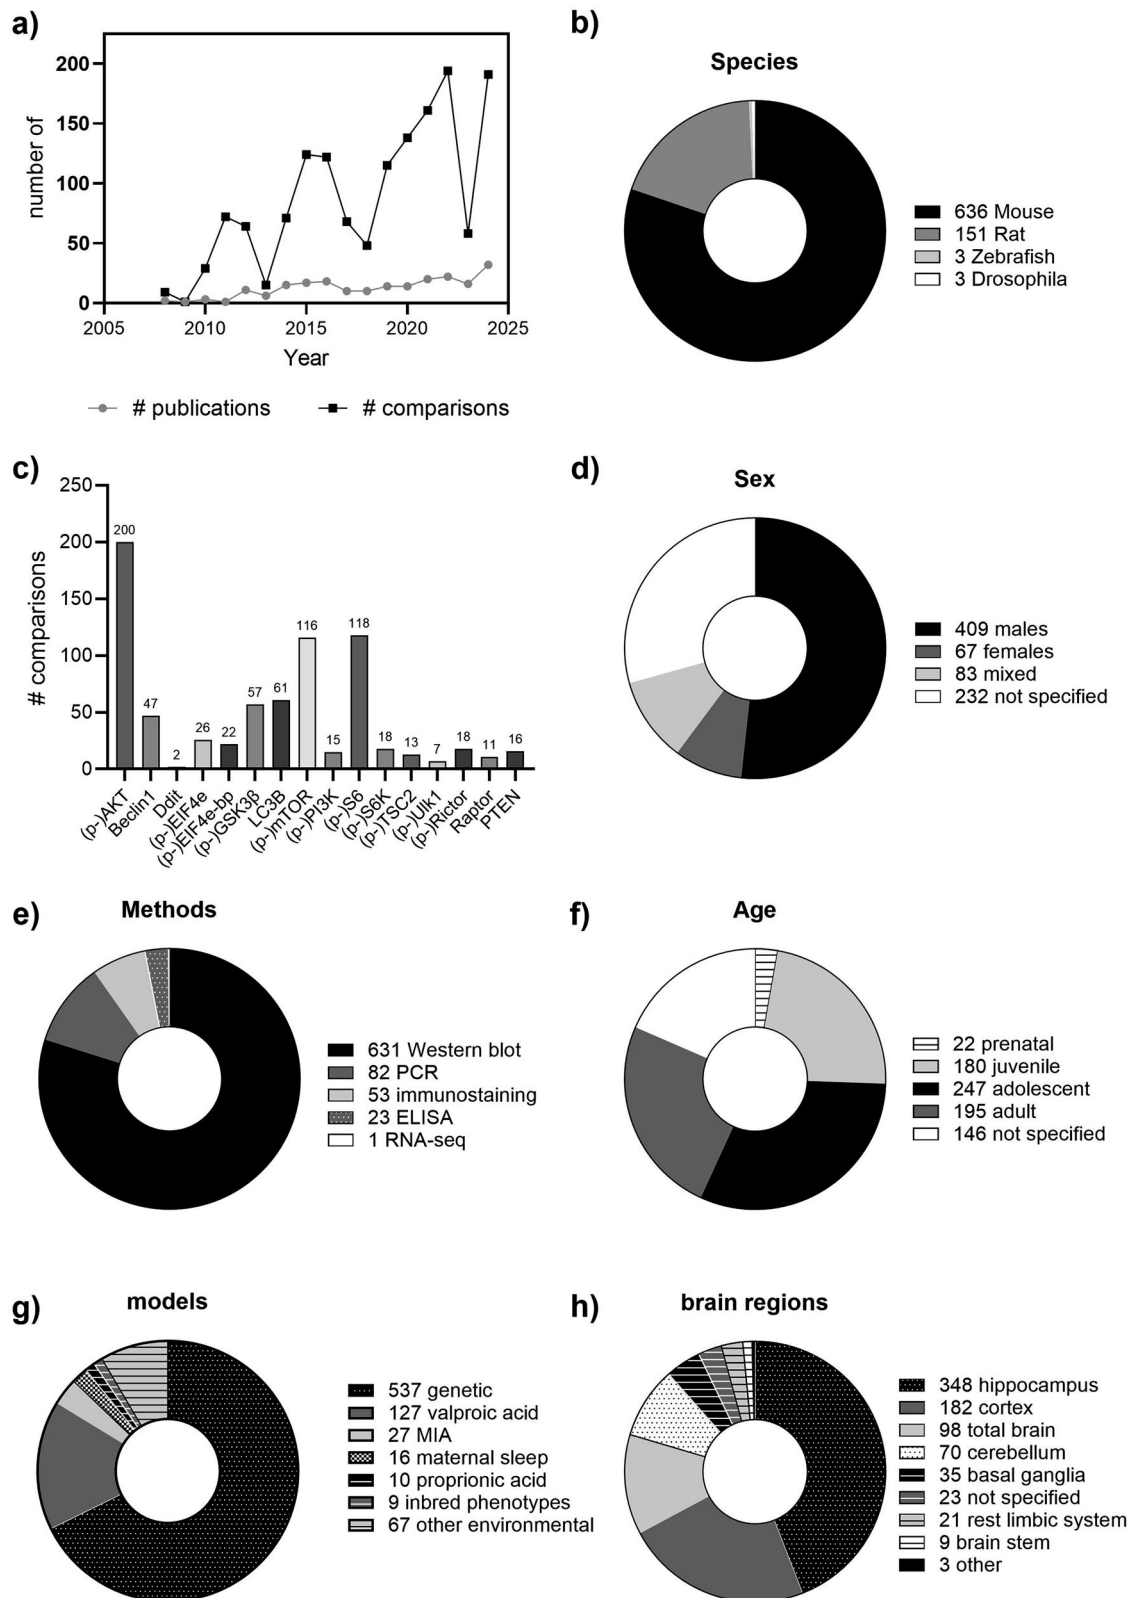 a)
200
150
100
50
0
number of
2005
2010
2015
2020
2025
Year
# publications
# comparisons
b)
Species
636 Mouse
151 Rat
3 Zebrafish
3 Drosophila
c)
250
200
150
100
50
0
# comparisons
200
47
2
26
22
57
61
116
15
118
18
13
7
18
11
16
(p-)AKT
Beclin1
Ddit
(p-)EIF4e
(p-)EIF4e-bp
(p-)GSK3β
LC3B
(p-)mTOR
(p-)PI3K
(p-)S6
(p-)S6K
(p-)TSC2
(p-)Ulk1
(p-)Rictor
Raptor
PTEN
d)
Sex
409 males
67 females
83 mixed
232 not specified
e)
Methods
631 Western blot
82 PCR
53 immunostaining
23 ELISA
1 RNA-seq
f)
Age
22 prenatal
180 juvenile
247 adolescent
195 adult
146 not specified
g)
models
537 genetic
127 valproic acid
27 MIA
16 maternal sleep
10 proprionic acid
9 inbred phenotypes
67 other environmental
h)
brain regions
348 hippocampus
182 cortex
98 total brain
70 cerebellum
35 basal ganglia
23 not specified
21 rest limbic system
9 brain stem
3 other